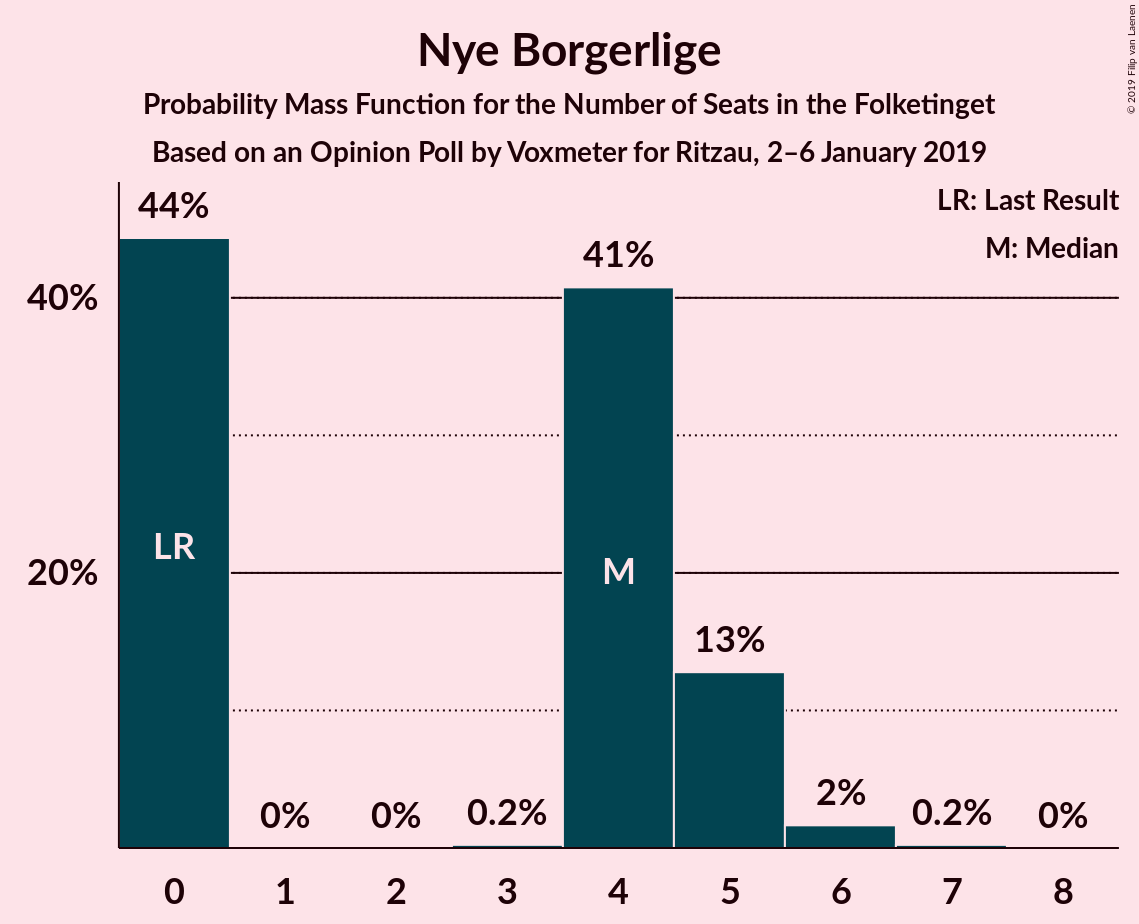 Nye Borgerlige
Probability Mass Function for the Number of Seats in the Folketinget
Based on an Opinion Poll by Voxmeter for Ritzau, 2–6 January 2019
© 2019 Filip van Laenen
LR: Last Result
M: Median
44%
41%
40%
LR
M
20%
13%
0%
0%
0.2%
2%
0.2%
0%
0 1 2 3 4 5 6 7 8